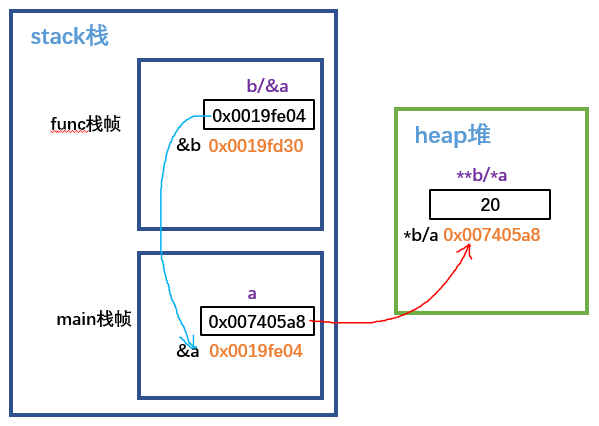 stack栈
func栈帧
b/&a
0x0019fe04
&b 0x0019fd30
main栈帧
a
0x007405a8
&a 0x0019fe04
heap堆
**b/*a
20
*b/a 0x007405a8